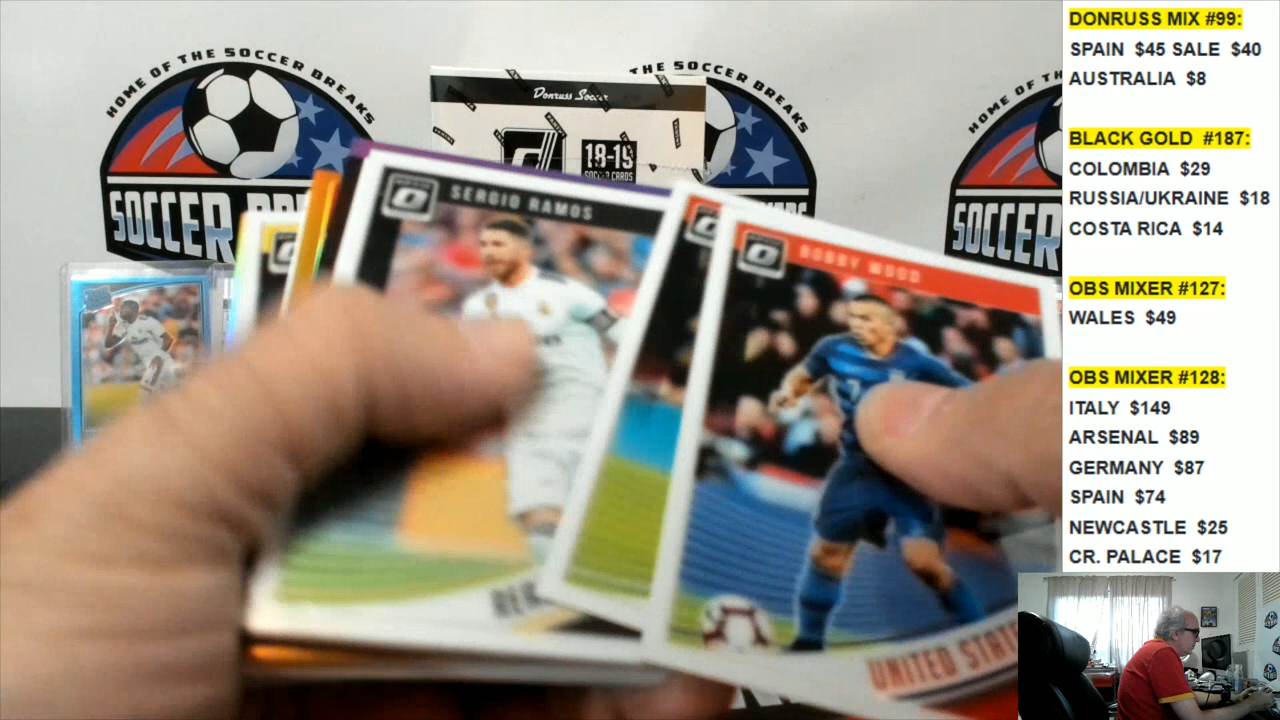 HOME OF THE SOCCER BREAKS
SOCCER BRE
Donruss Soccer
18-19
SOCCER CARDS
THE SOCCER BREAKS
HOME OF TH
SOCCER
SERGIO RAMOS
BOBBY WOOD
UNITED STA
DONRUSS MIX #99:
SPAIN $45 SALE $40
AUSTRALIA $8
BLACK GOLD #187:
COLOMBIA $29
RUSSIA/UKRAINE $18
COSTA RICA $14
OBS MIXER #127:
WALES $49
OBS MIXER #128:
ITALY $149
ARSENAL $89
GERMANY $87
SPAIN $74
NEWCASTLE $25
CR. PALACE $17